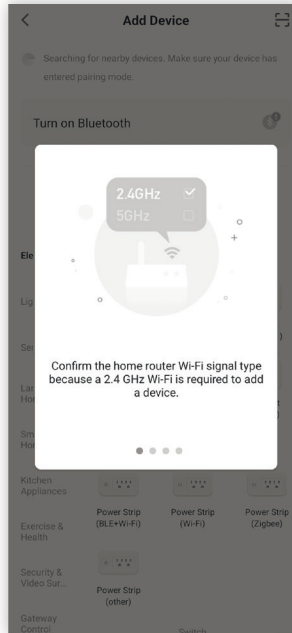 Add Device
Searching for nearby devices. Make sure your device has
entered pairing mode.
Turn on Bluetooth
2.4GHz
5GHz
Ele
Lig
Confirm the home router Wi-Fi signal type
because a 2.4 GHz Wi-Fi is required to add
a device.
Kitchen
Appliances
Power Strip
(BLE+Wi-Fi)
Power Strip
(Wi-Fi)
Power Strip
(Zigbee)
Exercise &
Health
Security &
Video Sur...
Power Strip
(other)
Gateway
Control
Switch